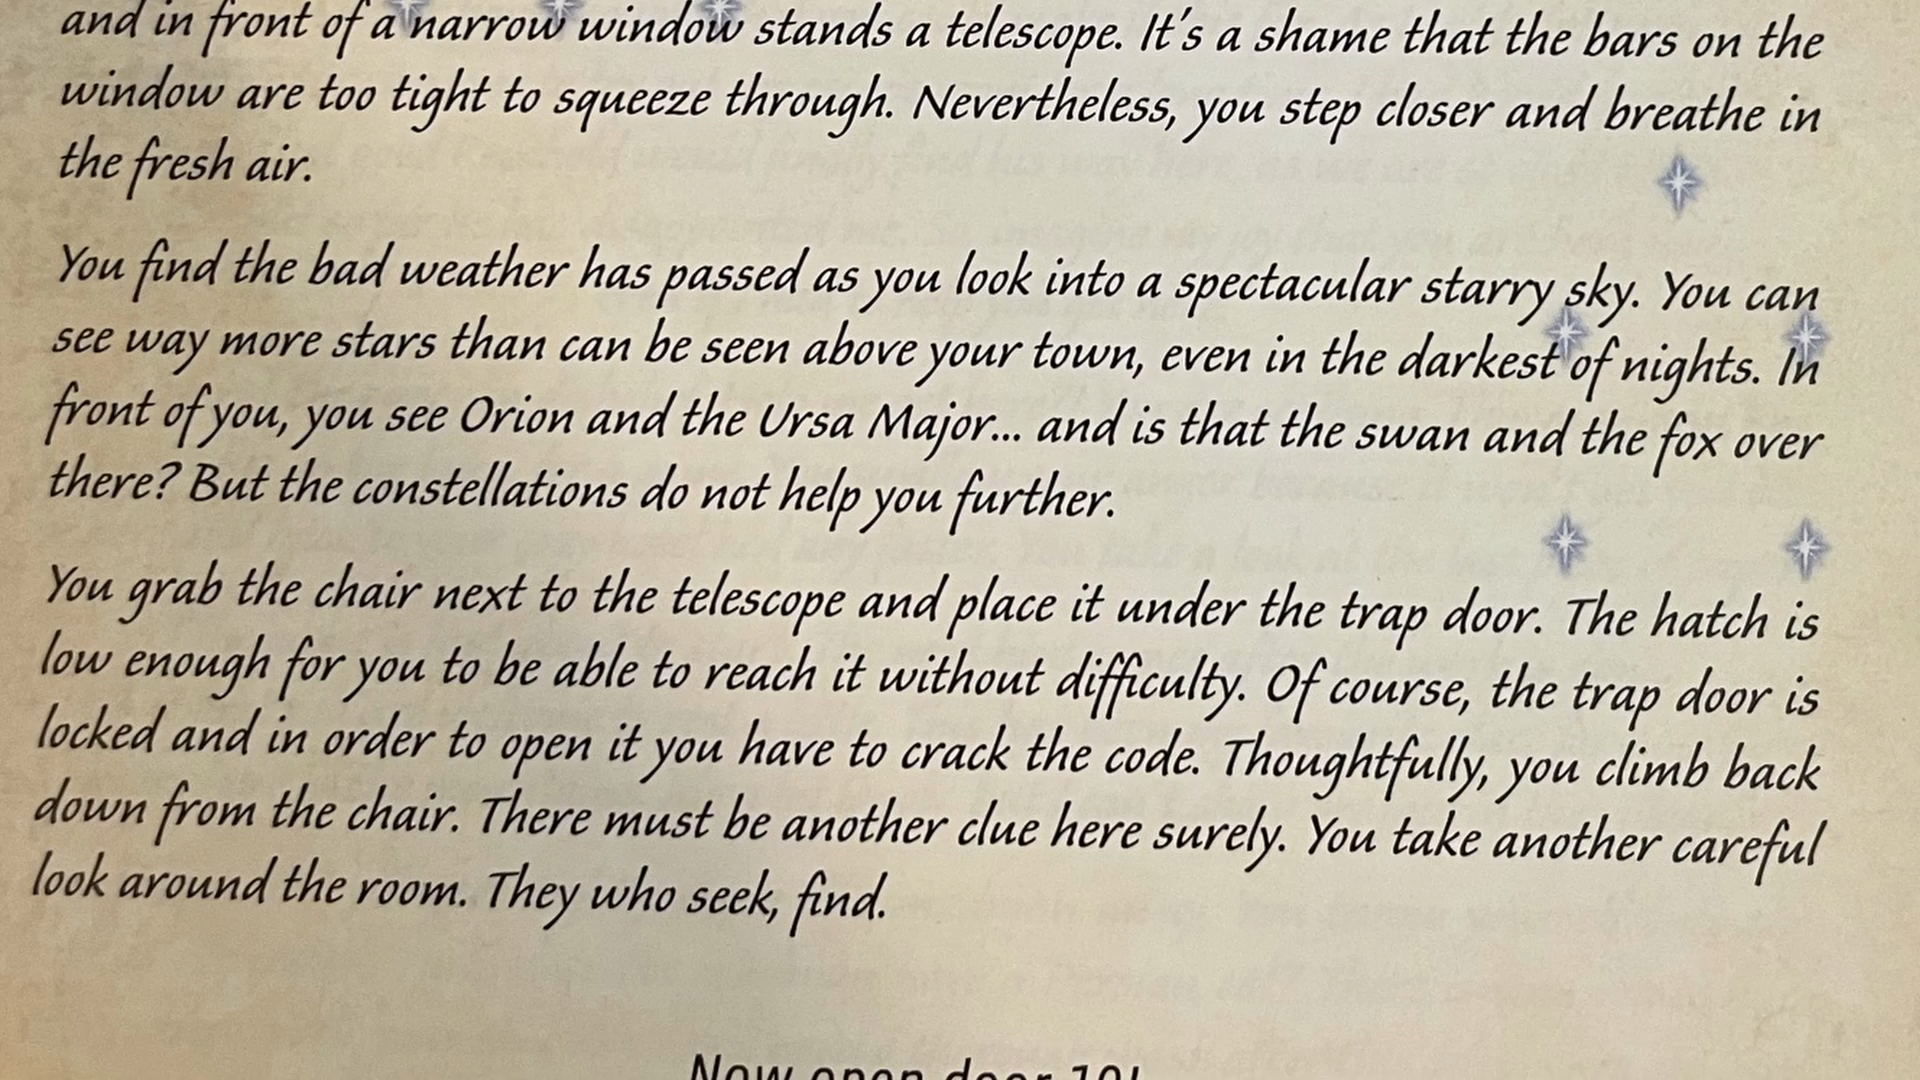 and in front of a narrow window stands a telescope. It's a shame that the bars on the
window are too tight to squeeze through. Nevertheless, you step closer and breathe in
the fresh air.
You find the bad weather has passed as you look into a spectacular starry sky. You can
see way more stars than can be seen above your town, even in the darkest of nights. In
front of you, you see Orion and the Ursa Major... and is that the swan and the fox over
there? But the constellations do not help you further.
You grab the chair next to the telescope and place it under the trap door. The hatch is
low enough for you to be able to reach it without difficulty. Of course, the trap door is
locked and in order to open it you have to crack the code. Thoughtfully, you climb back
down from the chair. There must be another clue here surely. You take another careful
look around the room. They who seek, find.
Now open door 10!